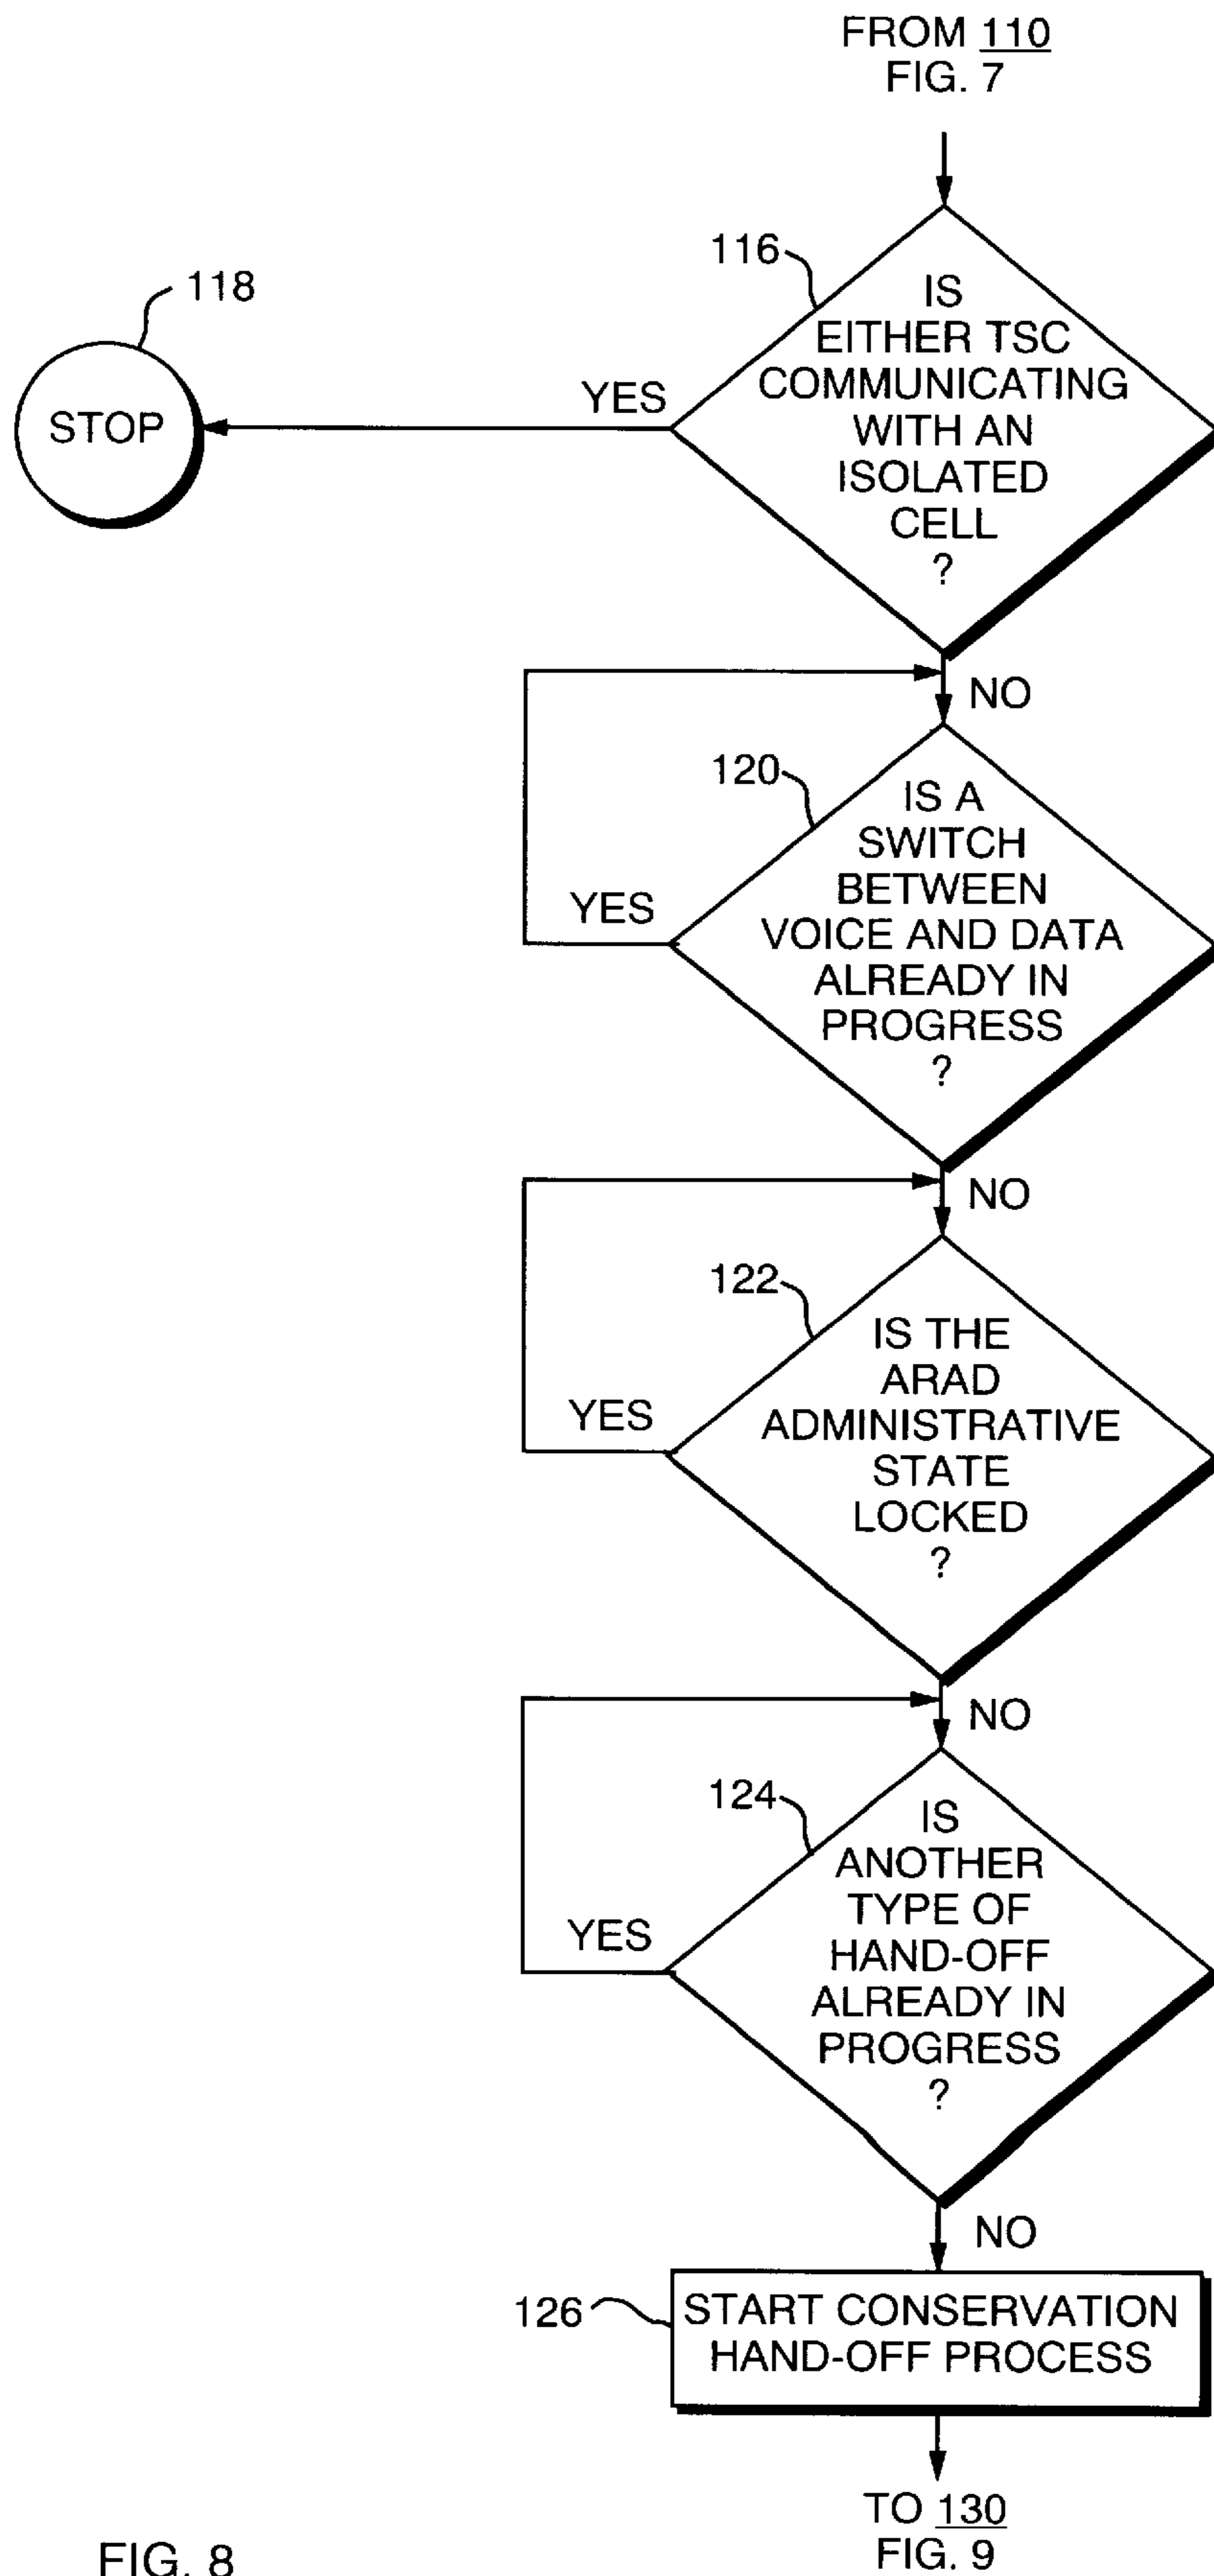 FROM 110
FIG. 7
116
118
IS
EITHER TSC
COMMUNICATING
WITH AN
ISOLATED
CELL
?
YES
STOP
NO
120
IS A
SWITCH
BETWEEN
VOICE AND DATA
ALREADY IN
PROGRESS
?
YES
NO
122
IS THE
ARAD
ADMINISTRATIVE
STATE
LOCKED
?
YES
NO
124
IS
ANOTHER
TYPE OF
HAND-OFF
ALREADY IN
PROGRESS
?
YES
NO
126
START CONSERVATION
HAND-OFF PROCESS
TO 130
FIG. 9
FIG. 8